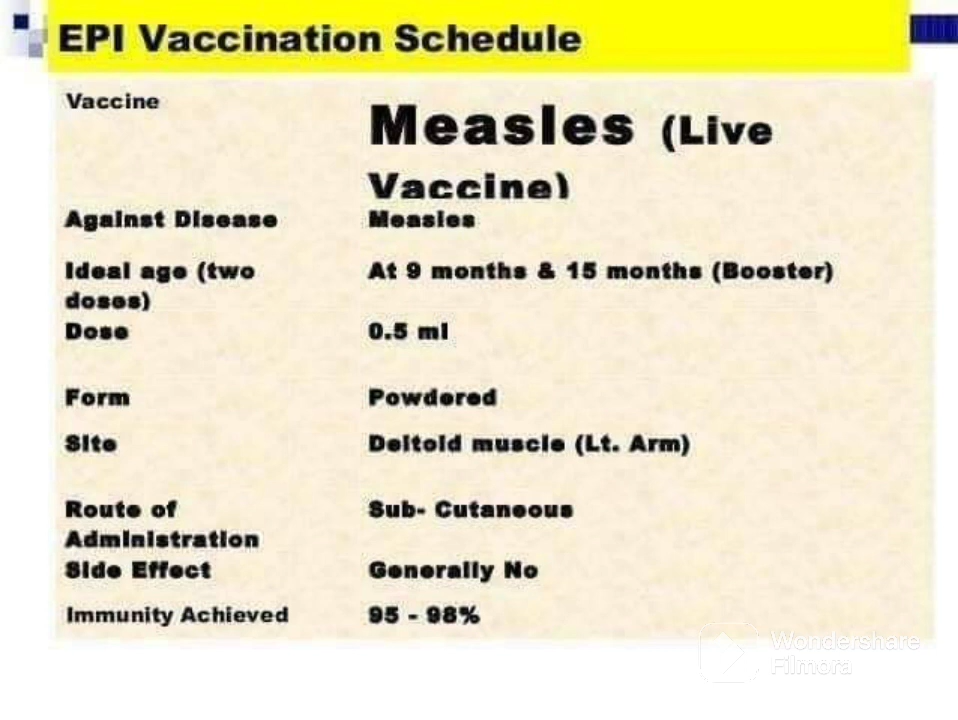 EPI Vaccination Schedule
Vaccine
Measles (Live
Vaccine)
Against Disease
Measles
Ideal age (two
doses)
At 9 months & 15 months (Booster)
Dose
0.5 ml
Form
Powdered
Site
Deltoid muscle (Lt. Arm)
Route of
Administration
Sub- Cutaneous
Side Effect
Generally No
Immunity Achieved
95 - 98%
Wondershare
Filmora